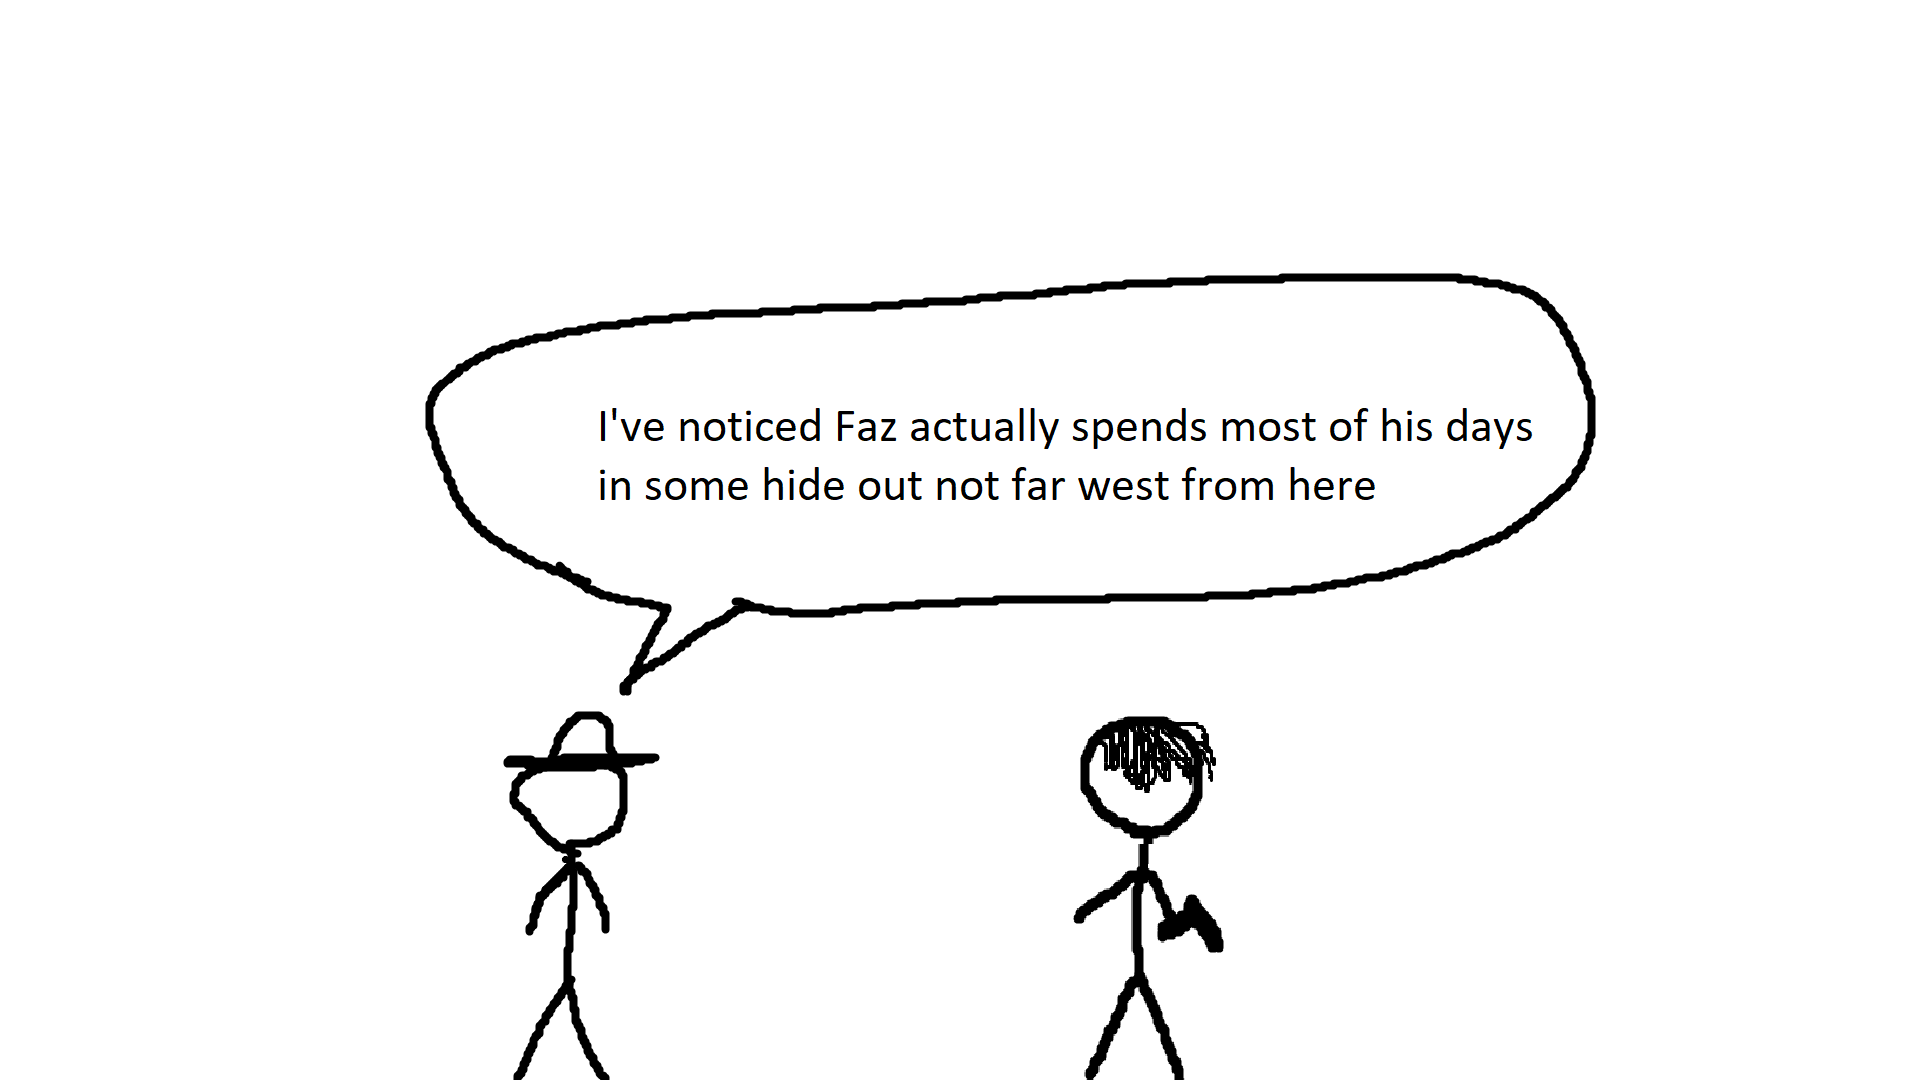 I've noticed Faz actually spends most of his days
in some hide out not far west from here